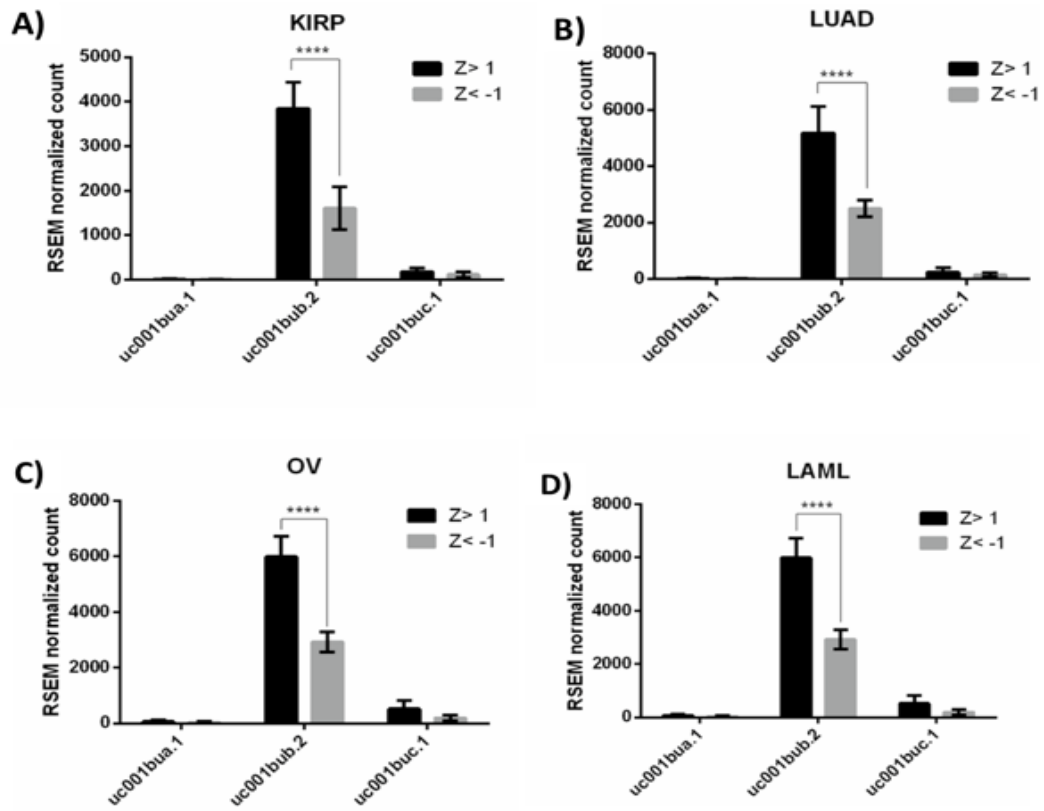 A)
KIRP
RSEM normalized count
5000
4000
3000
2000
1000
0
****
Z> 1
Z< -1
uc001bua.1
uc001bub.2
uc001buc.1
B)
LUAD
RSEM normalized count
8000
6000
4000
2000
0
****
Z> 1
Z< -1
uc001bua.1
uc001bub.2
uc001buc.1
C)
OV
RSEM normalized count
8000
6000
4000
2000
0
****
Z> 1
Z< -1
uc001bua.1
uc001bub.2
uc001buc.1
D)
LAML
RSEM normalized count
8000
6000
4000
2000
0
****
Z> 1
Z< -1
uc001bua.1
uc001bub.2
uc001buc.1